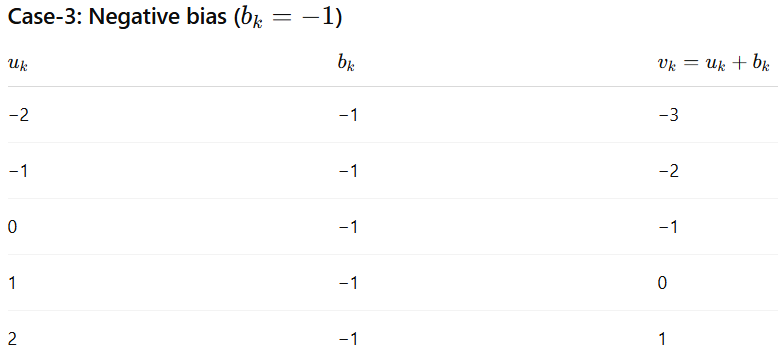 Case-3: Negative bias (bₖ = −1)
uₖ bₖ vₖ = uₖ + bₖ
−2 −1 −3
−1 −1 −2
0 −1 −1
1 −1 0
2 −1 1